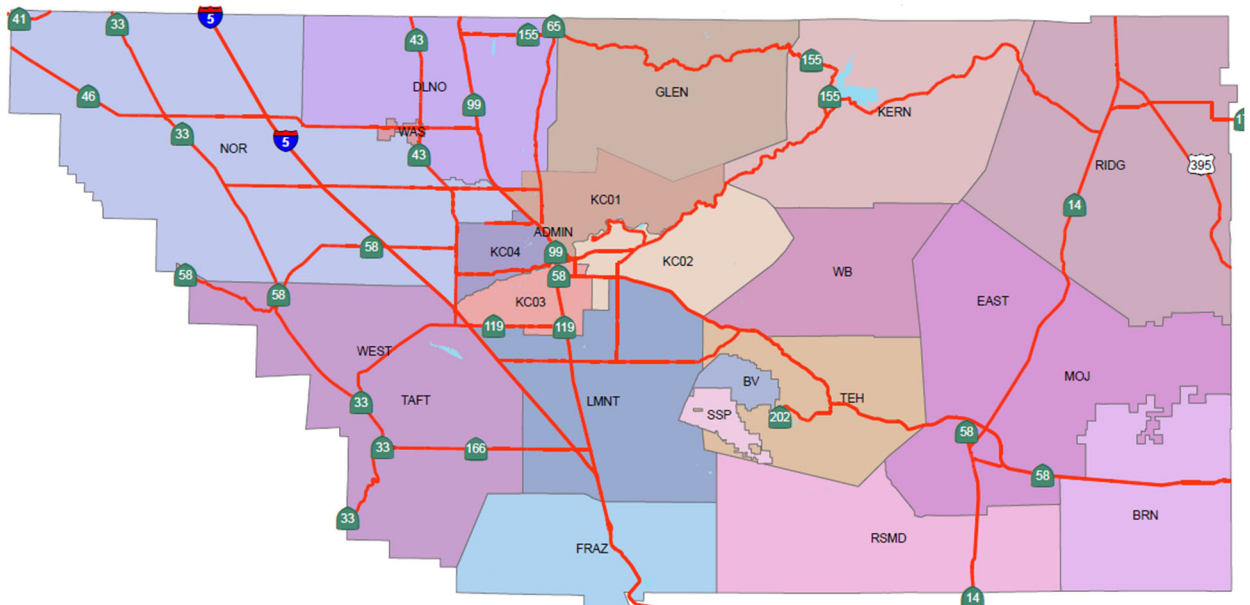 41
33
5
43
155
65
155
GLEN
DLNO
99
46
155
KERN
33
WAS
5
NOR
43
RIDG
395
KC01
14
ADMIN
58
KC04
99
KC02
58
58
58
WB
KC03
EAST
119
119
WEST
MOJ
BV
TAFT
33
LMNT
SSP
202
TEH
33
166
58
58
BRN
33
RSMD
FRAZ
14